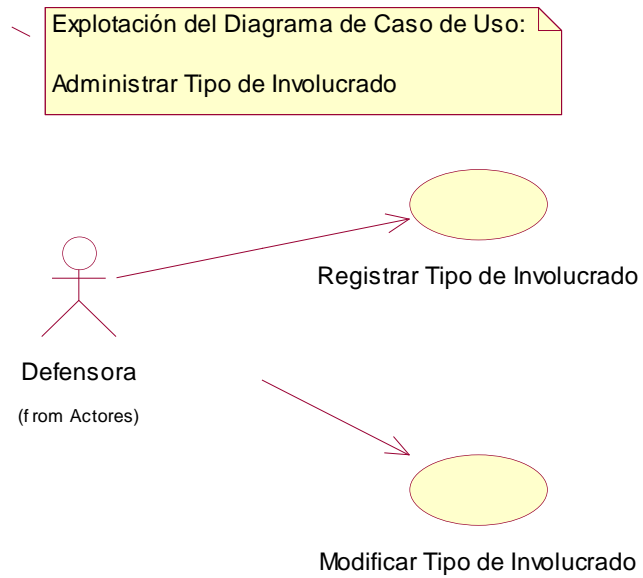 Explotación del Diagrama de Caso de Uso:
Administrar Tipo de Involucrado
Registrar Tipo de Involucrado
Defensora
(from Actores)
Modificar Tipo de Involucrado